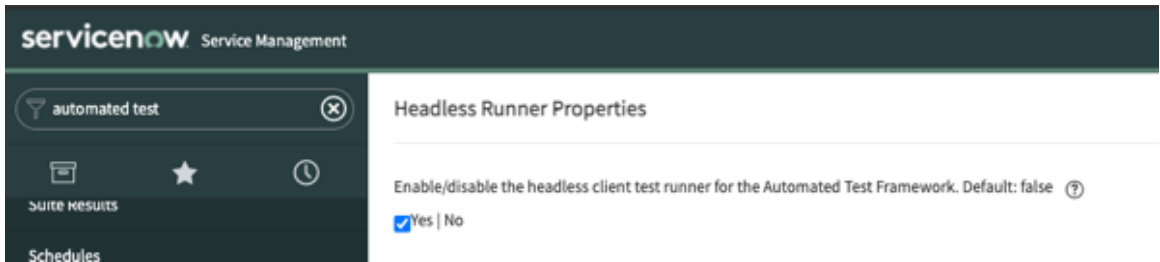 servicenow Service Management
automated test
Suite Results
Schedules
Headless Runner Properties
Enable/disable the headless client test runner for the Automated Test Framework. Default: false ?
Yes | No